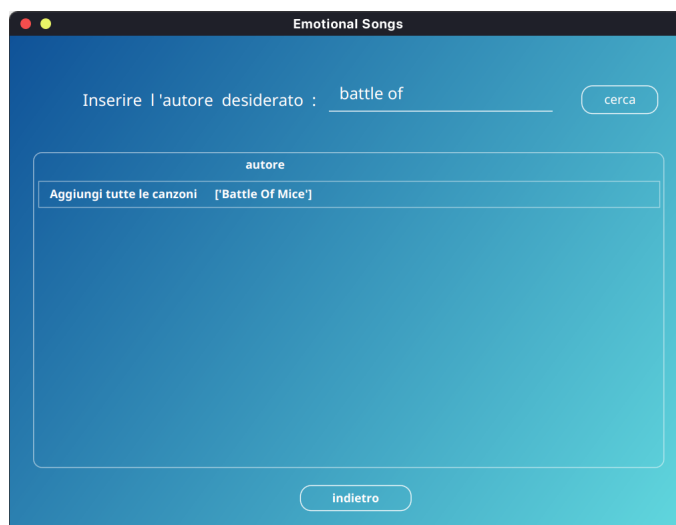 Emotional Songs
Inserire l'autore desiderato : battle of cerca
autore
Aggiungi tutte le canzoni ['Battle Of Mice']
indietro